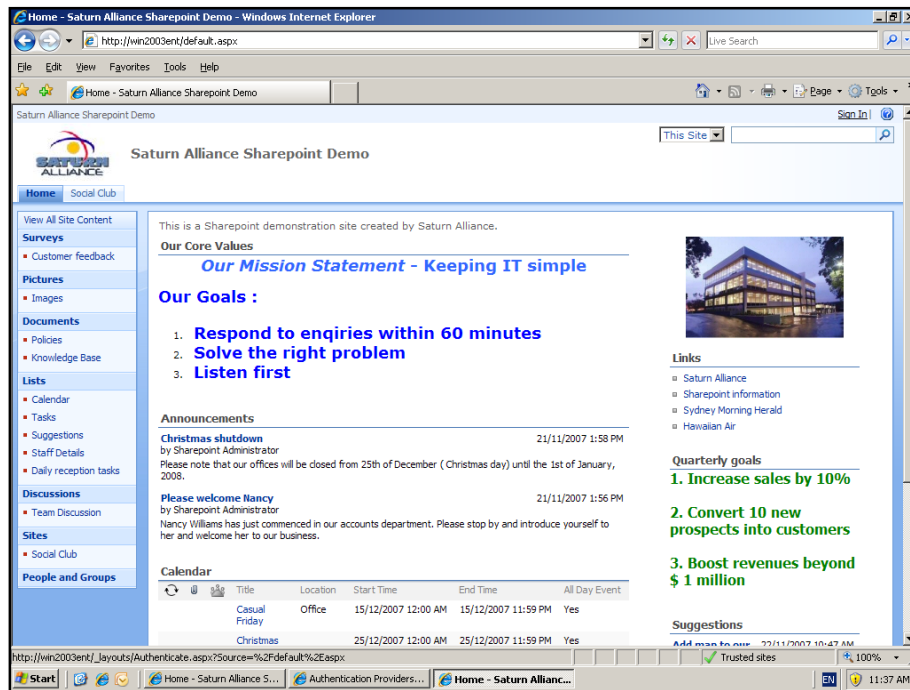 Home - Saturn Alliance Sharepoint Demo - Windows Internet Explorer
http://win2003ent/default.aspx
Live Search
File Edit View Favorites Tools Help
Home - Saturn Alliance Sharepoint Demo
Page Tools
Saturn Alliance Sharepoint Demo
Sign In
SATURN
ALLIANCE
Saturn Alliance Sharepoint Demo
This Site
Home Social Club
View All Site Content
Surveys
Customer feedback
Pictures
Images
Documents
Policies
Knowledge Base
Lists
Calendar
Tasks
Suggestions
Staff Details
Daily reception tasks
Discussions
Team Discussion
Sites
Social Club
People and Groups
This is a Sharepoint demonstration site created by Saturn Alliance.
Our Core Values
Our Mission Statement - Keeping IT simple
Our Goals :
1. Respond to enqiries within 60 minutes
2. Solve the right problem
3. Listen first
Announcements
Christmas shutdown 21/11/2007 1:58 PM
by Sharepoint Administrator
Please note that our offices will be closed from 25th of December ( Christmas day) until the 1st of January,
2008.
Please welcome Nancy 21/11/2007 1:56 PM
by Sharepoint Administrator
Nancy Williams has just commenced in our accounts department. Please stop by and introduce yourself to
her and welcome her to our business.
Calendar
Title Location Start Time End Time All Day Event
Casual Office 15/12/2007 12:00 AM 15/12/2007 11:59 PM Yes
Friday
Christmas 25/12/2007 12:00 AM 25/12/2007 11:59 PM Yes
Links
Saturn Alliance
Sharepoint information
Sydney Morning Herald
Hawaiian Air
Quarterly goals
1. Increase sales by 10%
2. Convert 10 new
prospects into customers
3. Boost revenues beyond
$ 1 million
Suggestions
Add map to our 22/11/2007 10:47 AM
http://win2003ent/_layouts/Authenticate.aspx?Source=%2Fdefault%2Easpx
Trusted sites
100%
Start
Home - Saturn Alliance S...
Authentication Providers...
Home - Saturn Allianc...
EN
11:37 AM